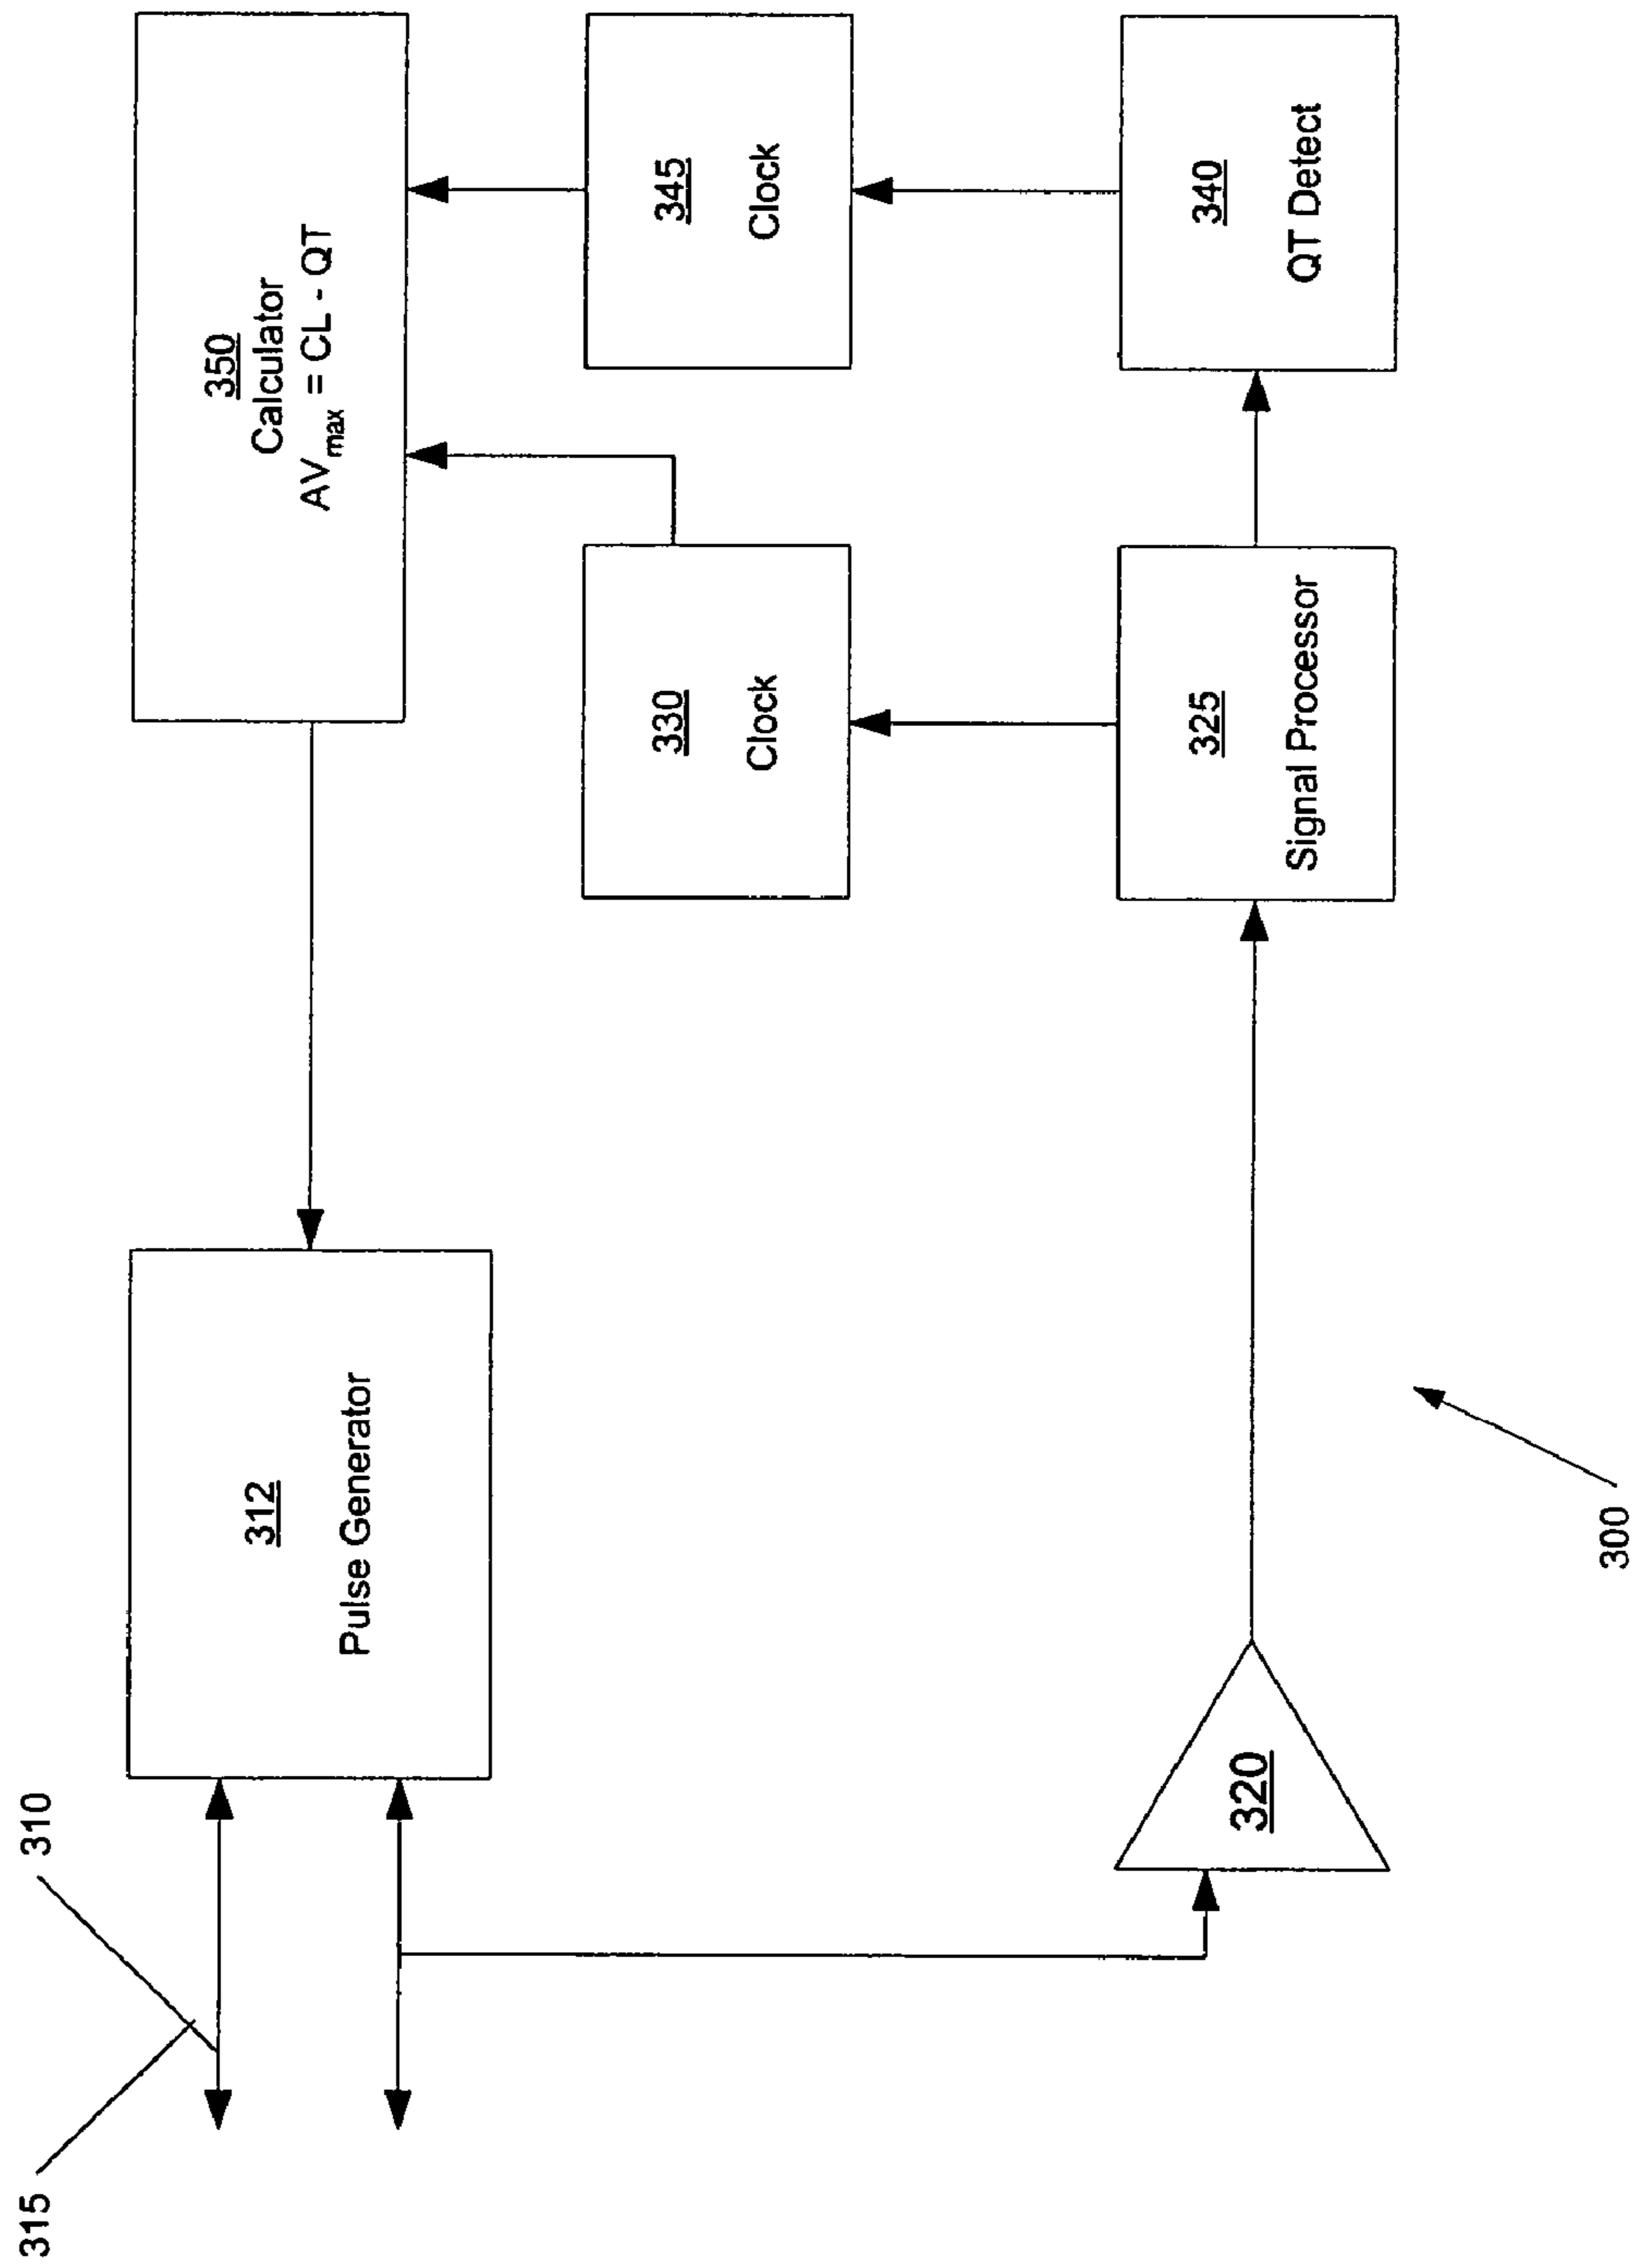 315
310
312
Pulse Generator
350
Calculator
AVmax = CL - QT
330
Clock
345
Clock
320
325
Signal Processor
340
QT Detect
300